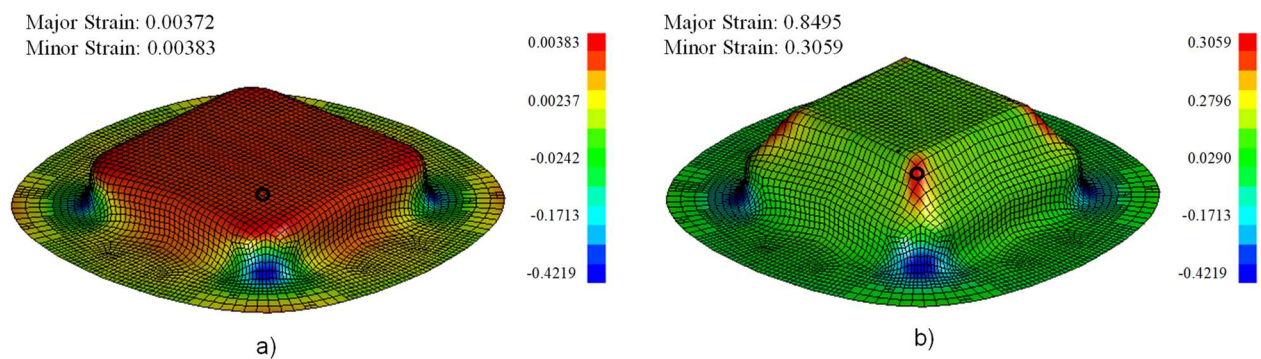 Major Strain: 0.00372
Minor Strain: 0.00383
0.00383
0.00237
-0.0242
-0.1713
-0.4219
a)
Major Strain: 0.8495
Minor Strain: 0.3059
0.3059
0.2796
0.0290
-0.1713
-0.4219
b)